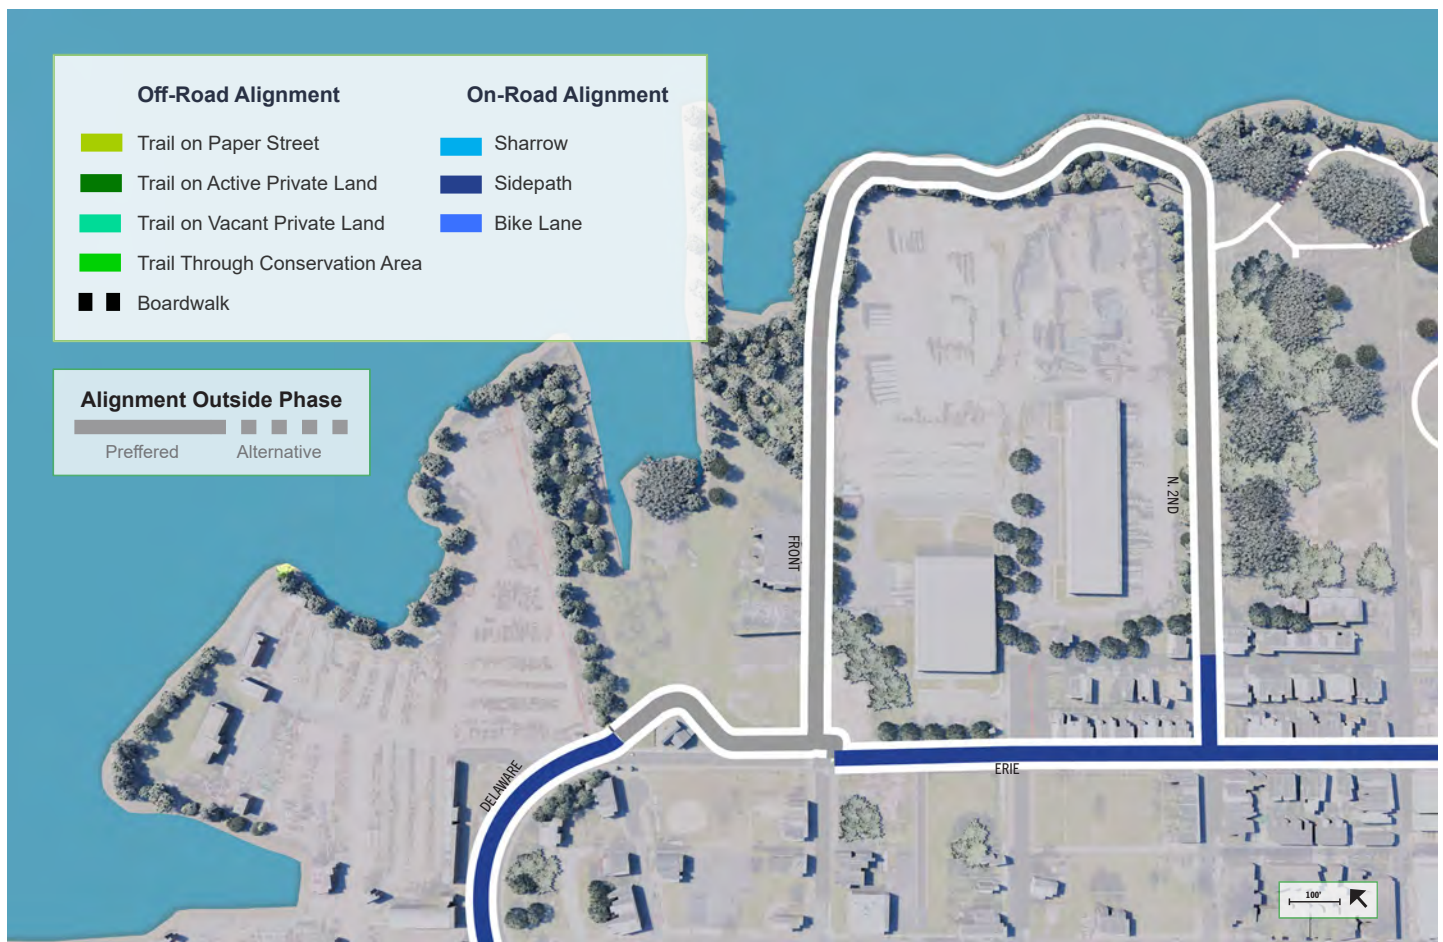 Off-Road Alignment
Trail on Paper Street
Trail on Active Private Land
Trail on Vacant Private Land
Trail Through Conservation Area
Boardwalk
On-Road Alignment
Sharrow
Sidepath
Bike Lane
Alignment Outside Phase
Preffered
Alternative
FRONT
N. 2ND
DELAWARE
ERIE
100'